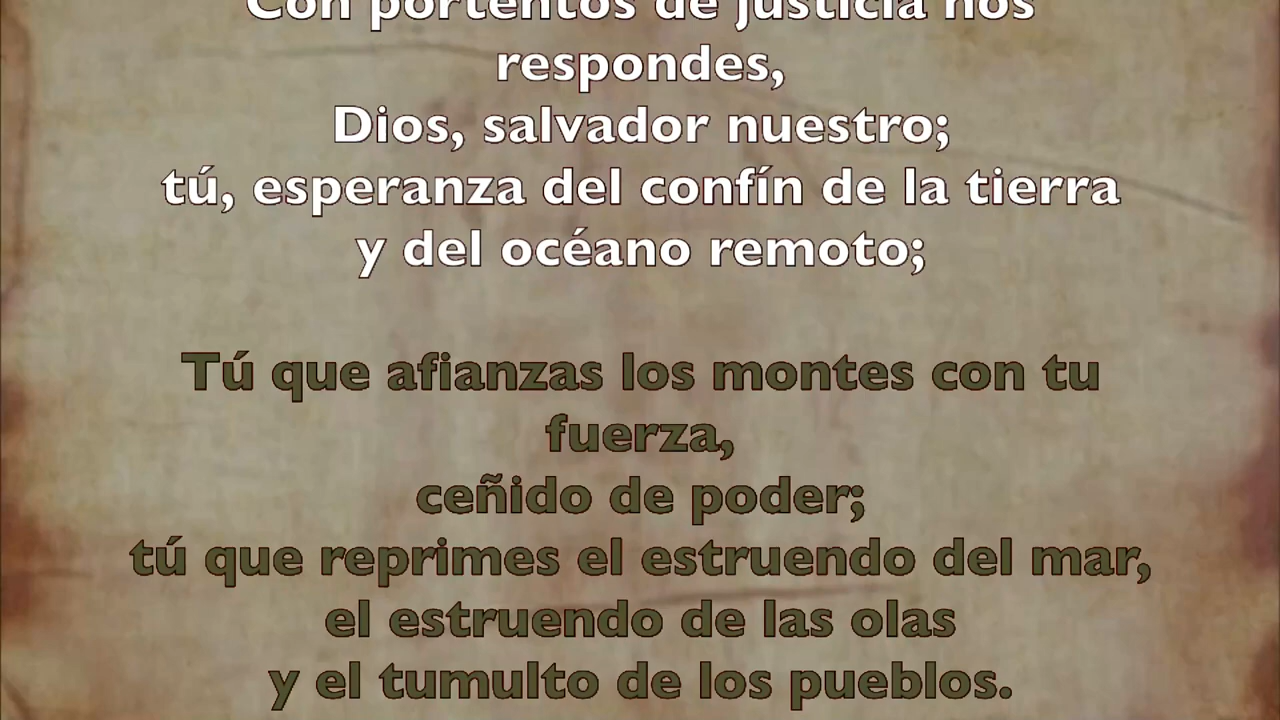 Con portentos de justicia nos
respondes,
Dios, salvador nuestro;
tú, esperanza del confín de la tierra
y del océano remoto;
Tú que afianzas los montes con tu
fuerza,
ceñido de poder;
tú que reprimes el estruendo del mar,
el estruendo de las olas
y el tumulto de los pueblos.